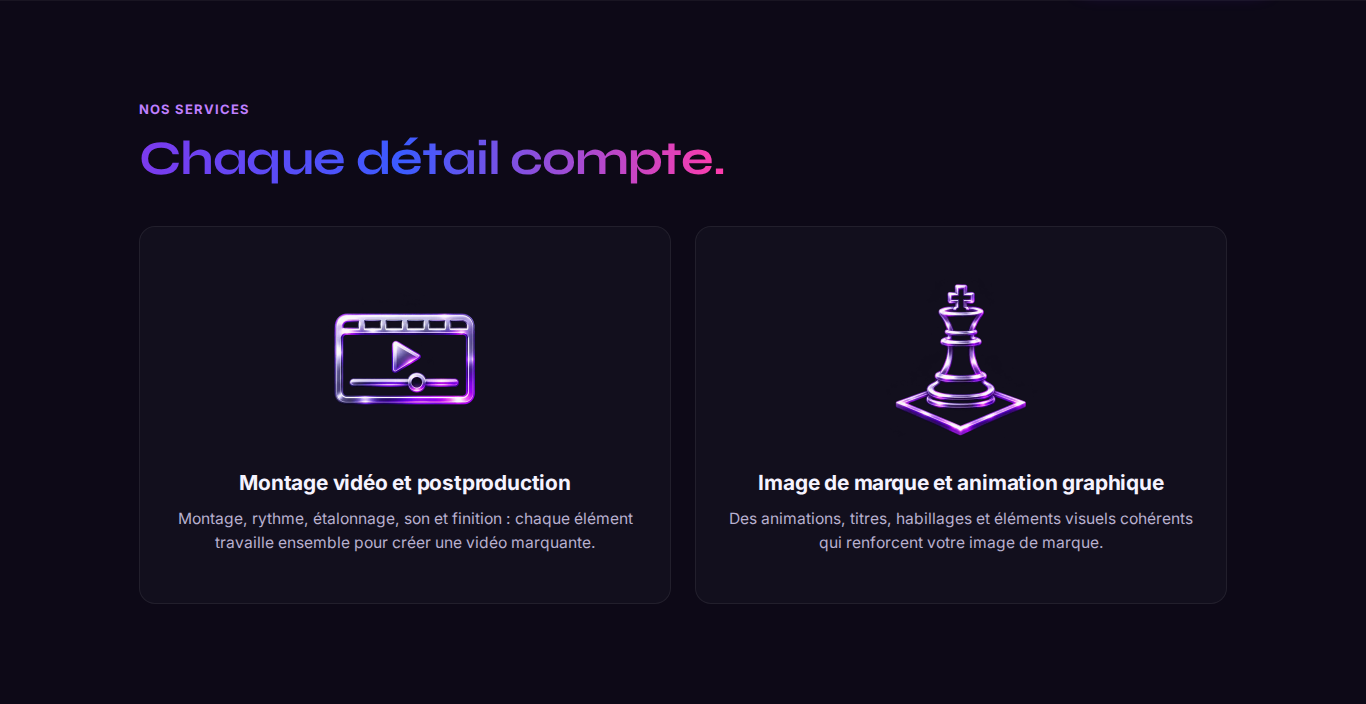 NOS SERVICES
Chaque détail compte.
Montage vidéo et postproduction
Montage, rythme, étalonnage, son et finition : chaque élément
travaille ensemble pour créer une vidéo marquante.
Image de marque et animation graphique
Des animations, titres, habillages et éléments visuels cohérents
qui renforcent votre image de marque.